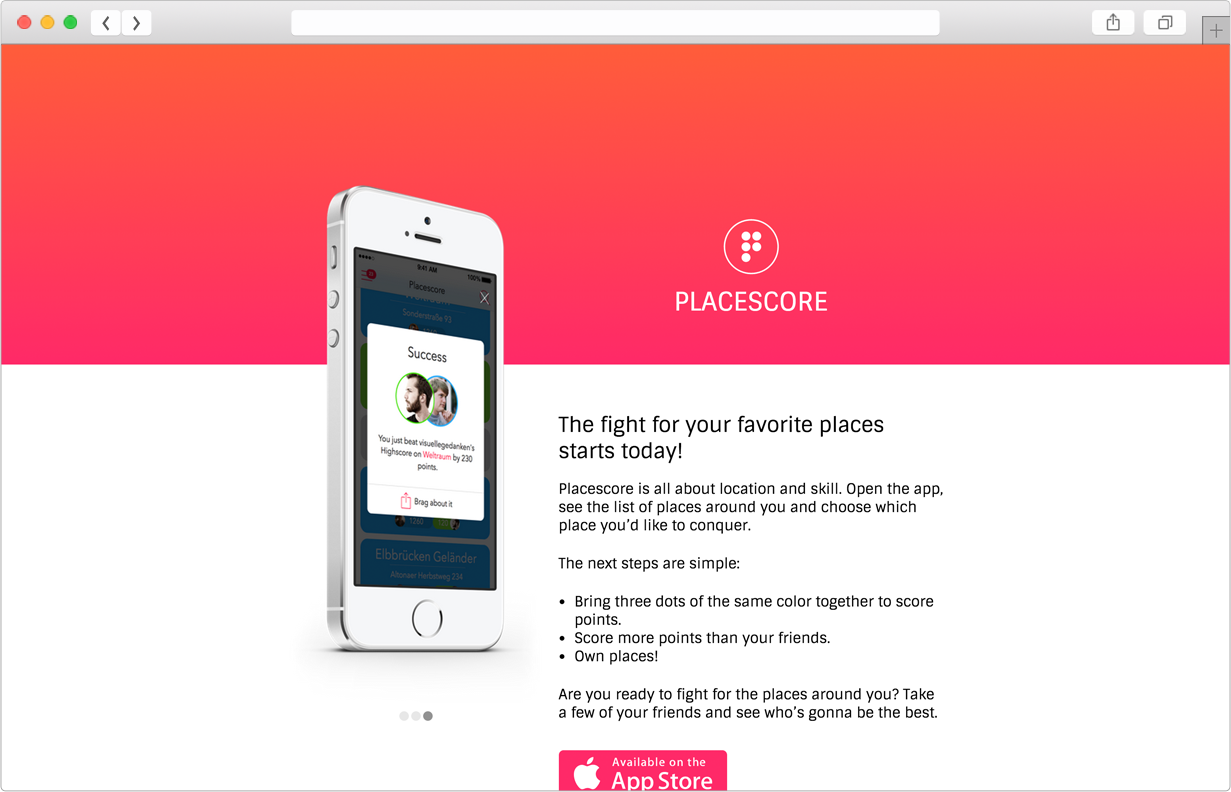 PLACESCORE
9:41 AM
100%
Placescore
Sonderstraße 93
Success
You just beat visuellegedanken's
Highscore on Weltraum by 230
points.
Brag about it
1260
Elbbrücken Geländer
Altonaer Herbstweg 234
The fight for your favorite places
starts today!
Placescore is all about location and skill. Open the app,
see the list of places around you and choose which
place you’d like to conquer.
The next steps are simple:
• Bring three dots of the same color together to score
points.
• Score more points than your friends.
• Own places!
Are you ready to fight for the places around you? Take
a few of your friends and see who’s gonna be the best.
Available on the
App Store